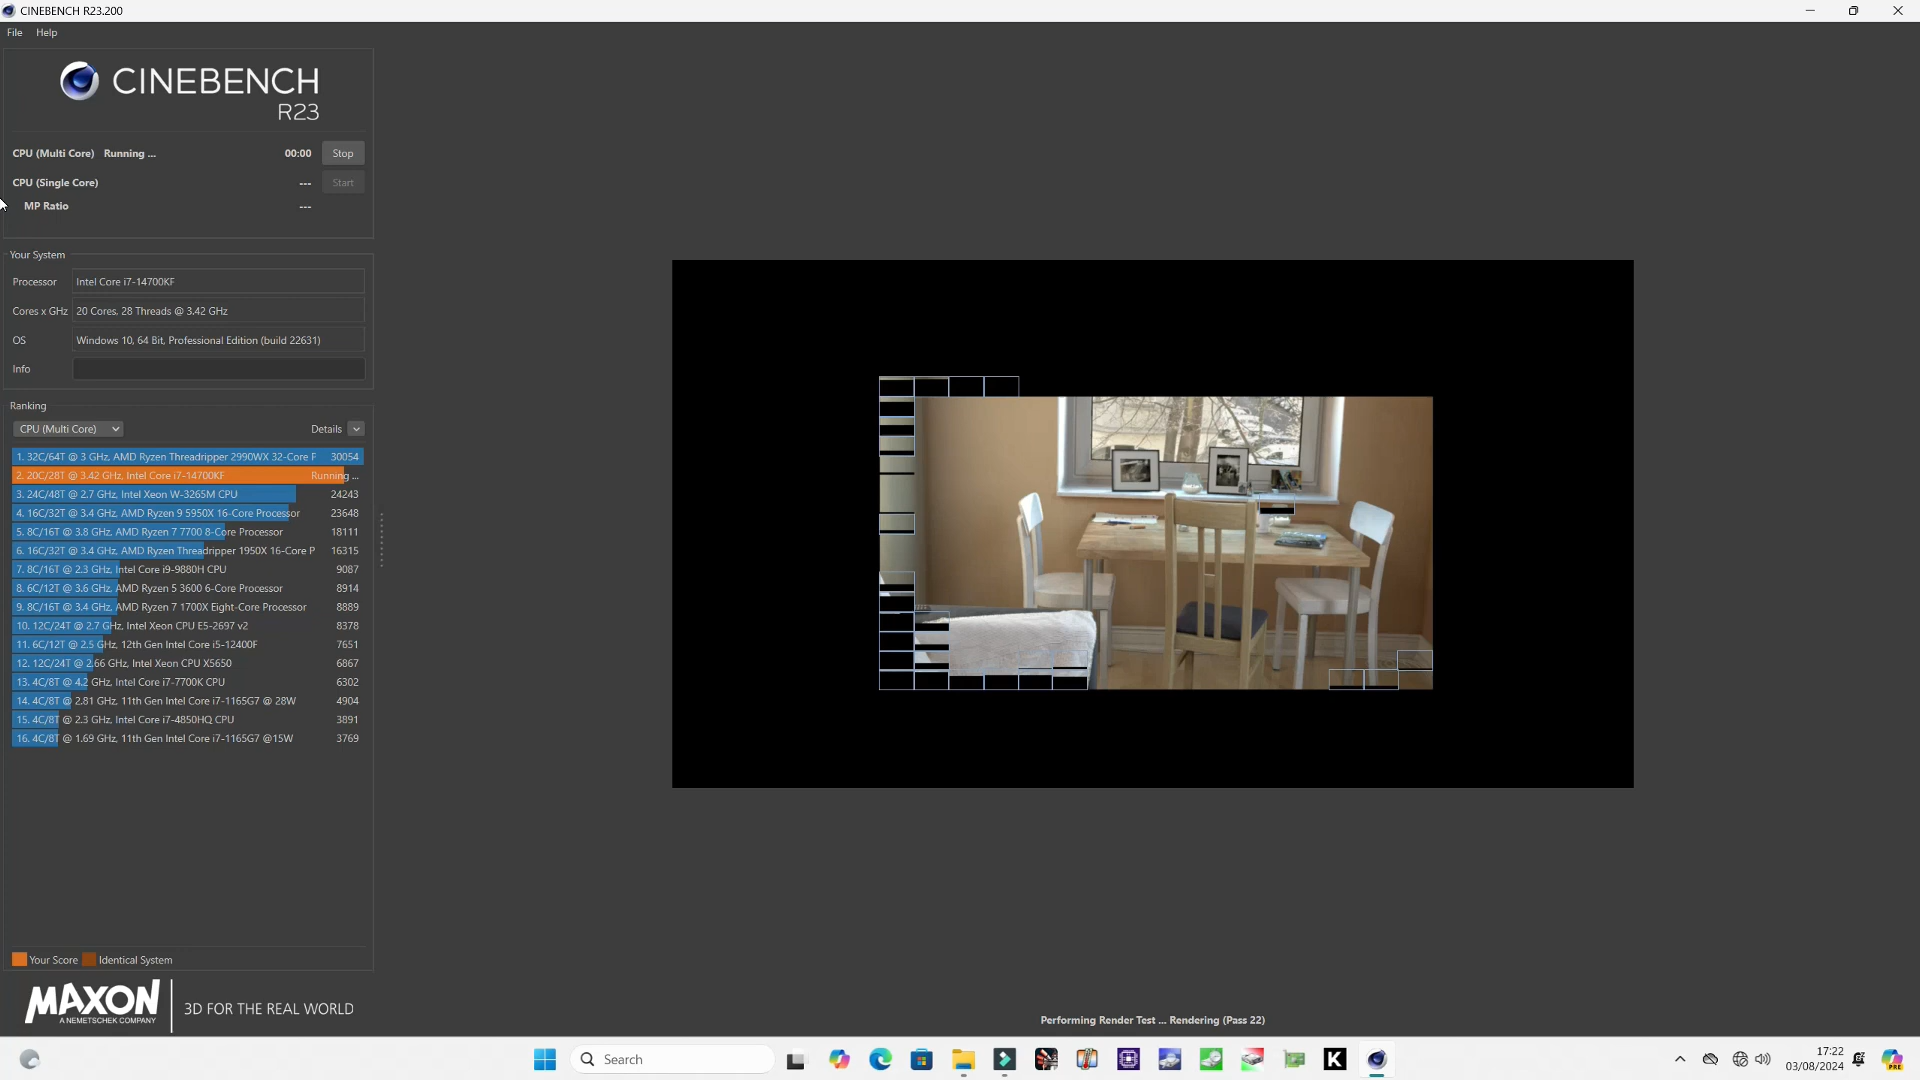 CINEBENCH R23.200
File Help
CINEBENCH
R23
CPU (Multi Core) Running ... 00:00 Stop
CPU (Single Core) --- Start
MP Ratio ---
Your System
Processor Intel Core i7-14700KF
Cores x GHz 20 Cores, 28 Threads @ 3.42 GHz
OS Windows 10, 64 Bit, Professional Edition (build 22631)
Info
Ranking
CPU (Multi Core) Details
1. 32C/64T @ 3 GHz, AMD Ryzen Threadripper 2990WX 32-Core P 30054
2. 20C/28T @ 3.42 GHz, Intel Core i7-14700KF Running ...
3. 24C/48T @ 2.7 GHz, Intel Xeon W-3265M CPU 24243
4. 16C/32T @ 3.4 GHz, AMD Ryzen 9 5950X 16-Core Processor 23648
5. 8C/16T @ 3.8 GHz, AMD Ryzen 7 7700 8-Core Processor 18111
6. 16C/32T @ 3.4 GHz, AMD Ryzen Threadripper 1950X 16-Core P 16315
7. 8C/16T @ 2.3 GHz, Intel Core i9-9880H CPU 9087
8. 6C/12T @ 3.6 GHz, AMD Ryzen 5 3600 6-Core Processor 8914
9. 8C/16T @ 3.4 GHz, AMD Ryzen 7 1700X Eight-Core Processor 8889
10. 12C/24T @ 2.7 GHz, Intel Xeon CPU E5-2697 v2 8378
11. 6C/12T @ 2.5 GHz, 12th Gen Intel Core i5-12400F 7651
12. 12C/24T @ 2.66 GHz, Intel Xeon CPU X5650 6867
13. 4C/8T @ 4.2 GHz, Intel Core i7-7700K CPU 6302
14. 4C/8T @ 2.81 GHz, 11th Gen Intel Core i7-1165G7 @ 28W 4904
15. 4C/8T @ 2.3 GHz, Intel Core i7-4850HQ CPU 3891
16. 4C/8T @ 1.69 GHz, 11th Gen Intel Core i7-1165G7 @15W 3769
Your Score Identical System
MAXON
A NEMETSCHEK COMPANY
3D FOR THE REAL WORLD
Performing Render Test ... Rendering (Pass 22)
Search
K
17:22
03/08/2024
PRE